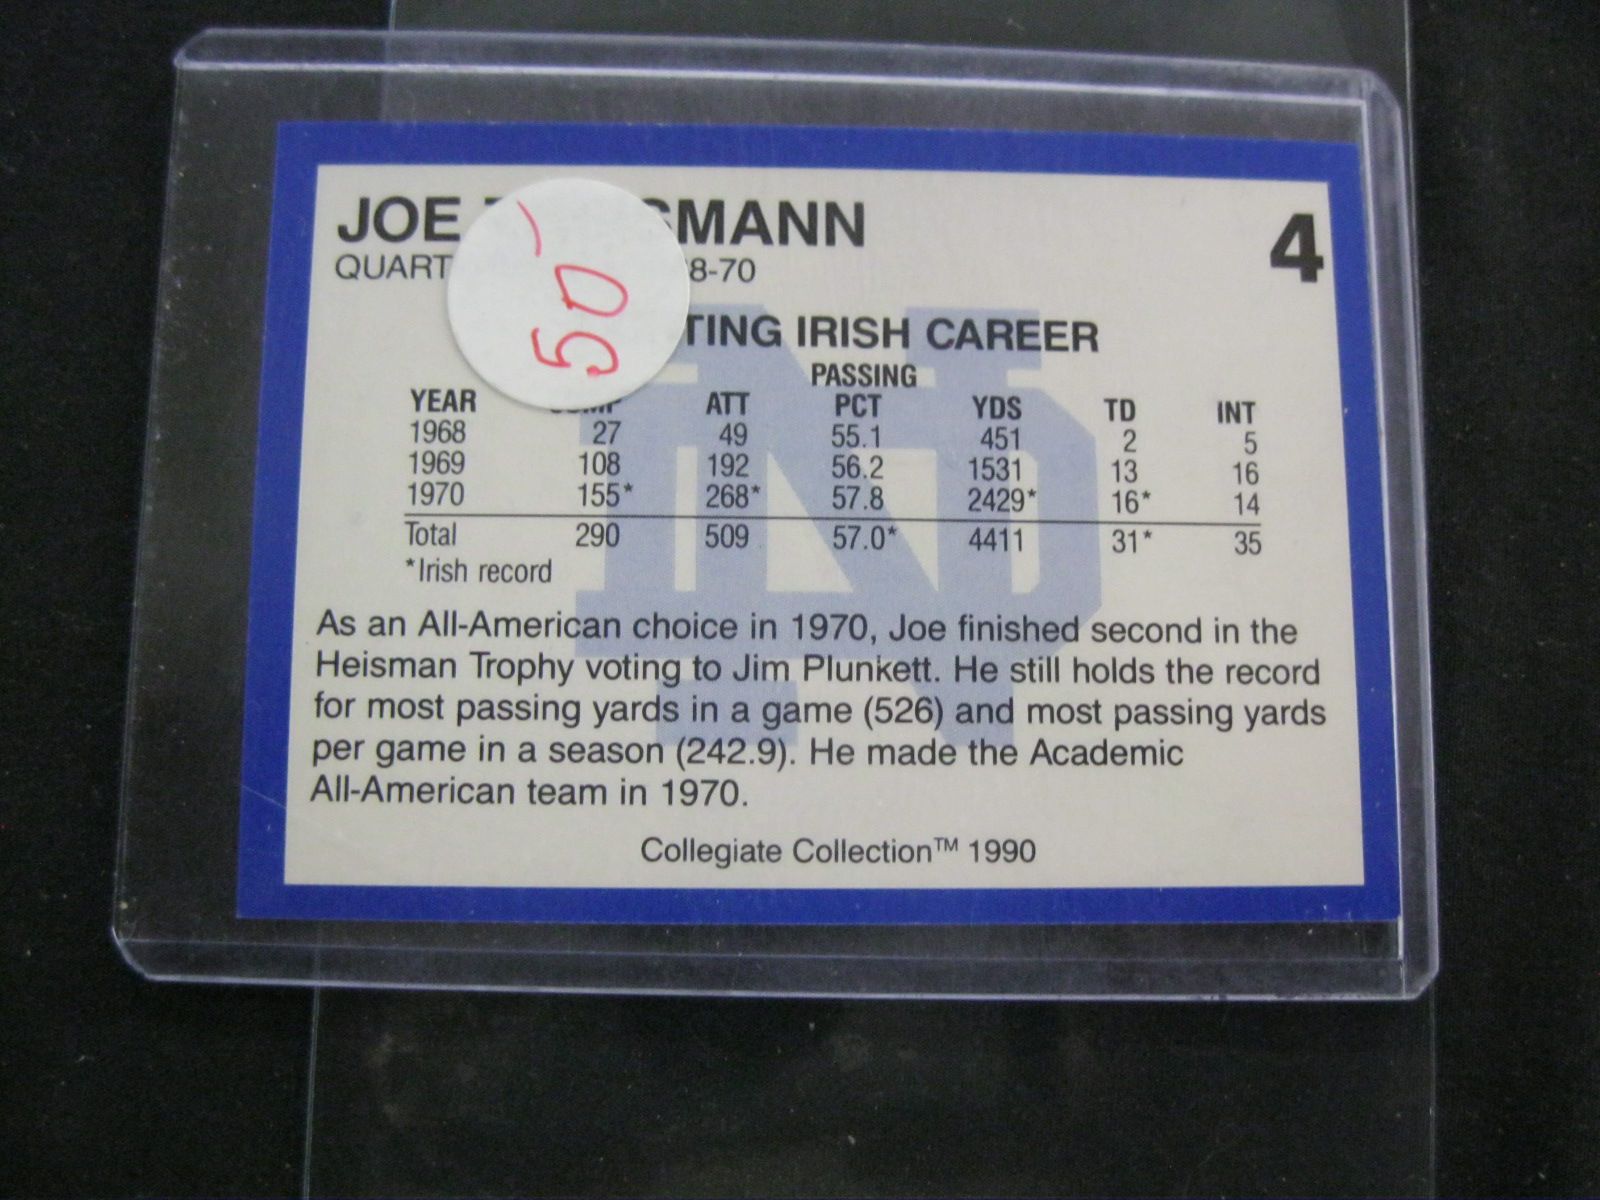 JOE MANN
QUART 8-70
4
50-
TING IRISH CAREER
PASSING
YEAR COMP ATT PCT YDS TD INT
1968 27 49 55.1 451 2 5
1969 108 192 56.2 1531 13 16
1970 155* 268* 57.8 2429* 16* 14
Total 290 509 57.0* 4411 31* 35
*Irish record
As an All-American choice in 1970, Joe finished second in the
Heisman Trophy voting to Jim Plunkett. He still holds the record
for most passing yards in a game (526) and most passing yards
per game in a season (242.9). He made the Academic
All-American team in 1970.
Collegiate Collection™ 1990